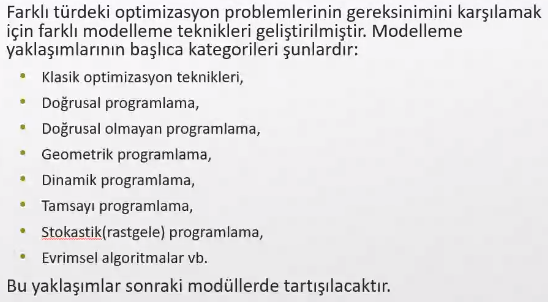 Farklı türdeki optimizasyon problemlerinin gereksinimini karşılamak
için farklı modelleme teknikleri geliştirilmiştir. Modelleme
yaklaşımlarının başlıca kategorileri şunlardır:
• Klasik optimizasyon teknikleri,
• Doğrusal programlama,
• Doğrusal olmayan programlama,
• Geometrik programlama,
• Dinamik programlama,
• Tamsayı programlama,
• Stokastik(rastgele) programlama,
• Evrimsel algoritmalar vb.
Bu yaklaşımlar sonraki modüllerde tartışılacaktır.